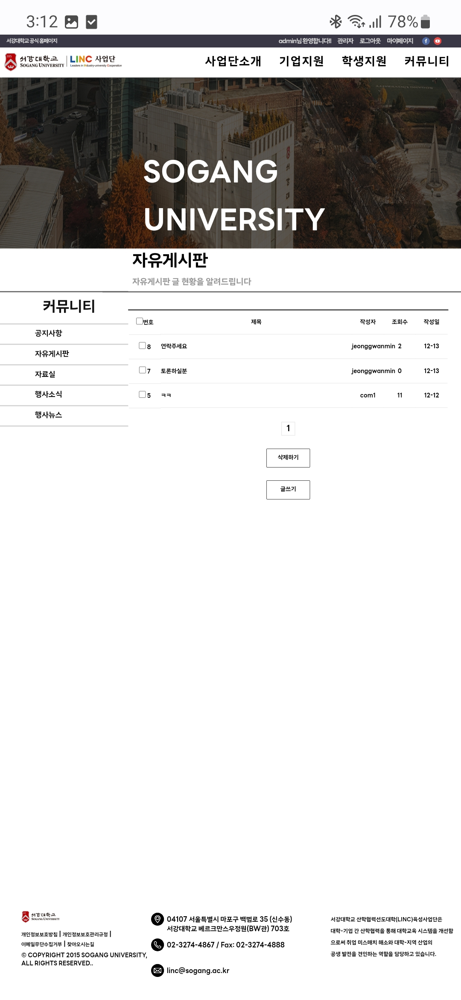 3:12 78%
서강대학교 공식 홈페이지 admin님 환영합니다!! 관리자 로그아웃 마이페이지
IHS 서강대학교 SOGANG UNIVERSITY LINC 사업단 Leaders in INdustry-university Cooperation
사업단소개 기업지원 학생지원 커뮤니티
SOGANG
UNIVERSITY
자유게시판
자유게시판 글 현황을 알려드립니다
커뮤니티
공지사항
자유게시판
자료실
행사소식
행사뉴스
번호 제목 작성자 조회수 작성일
8 연락주세요 jeonggwanmin 2 12-13
7 토론하실분 jeonggwanmin 0 12-13
5 ㅋㅋ com1 11 12-12
1
삭제하기
글쓰기
서강대학교
SOGANG UNIVERSITY
개인정보보호방침 | 개인정보보호관리규정 |
이메일무단수집거부 | 찾아오시는길
© COPYRIGHT 2015 SOGANG UNIVERSITY,
ALL RIGHTS RESERVED..
04107 서울특별시 마포구 백범로 35 (신수동)
서강대학교 베르크만스우정원(BW관) 703호
02-3274-4867 / Fax: 02-3274-4888
linc@sogang.ac.kr
서강대학교 산학협력선도대학(LINC)육성사업단은
대학-기업 간 산학협력을 통해 대학교육 시스템을 개선함
으로써 취업 미스매치 해소와 대학-지역 산업의
공생 발전을 견인하는 역할을 담당하고 있습니다.